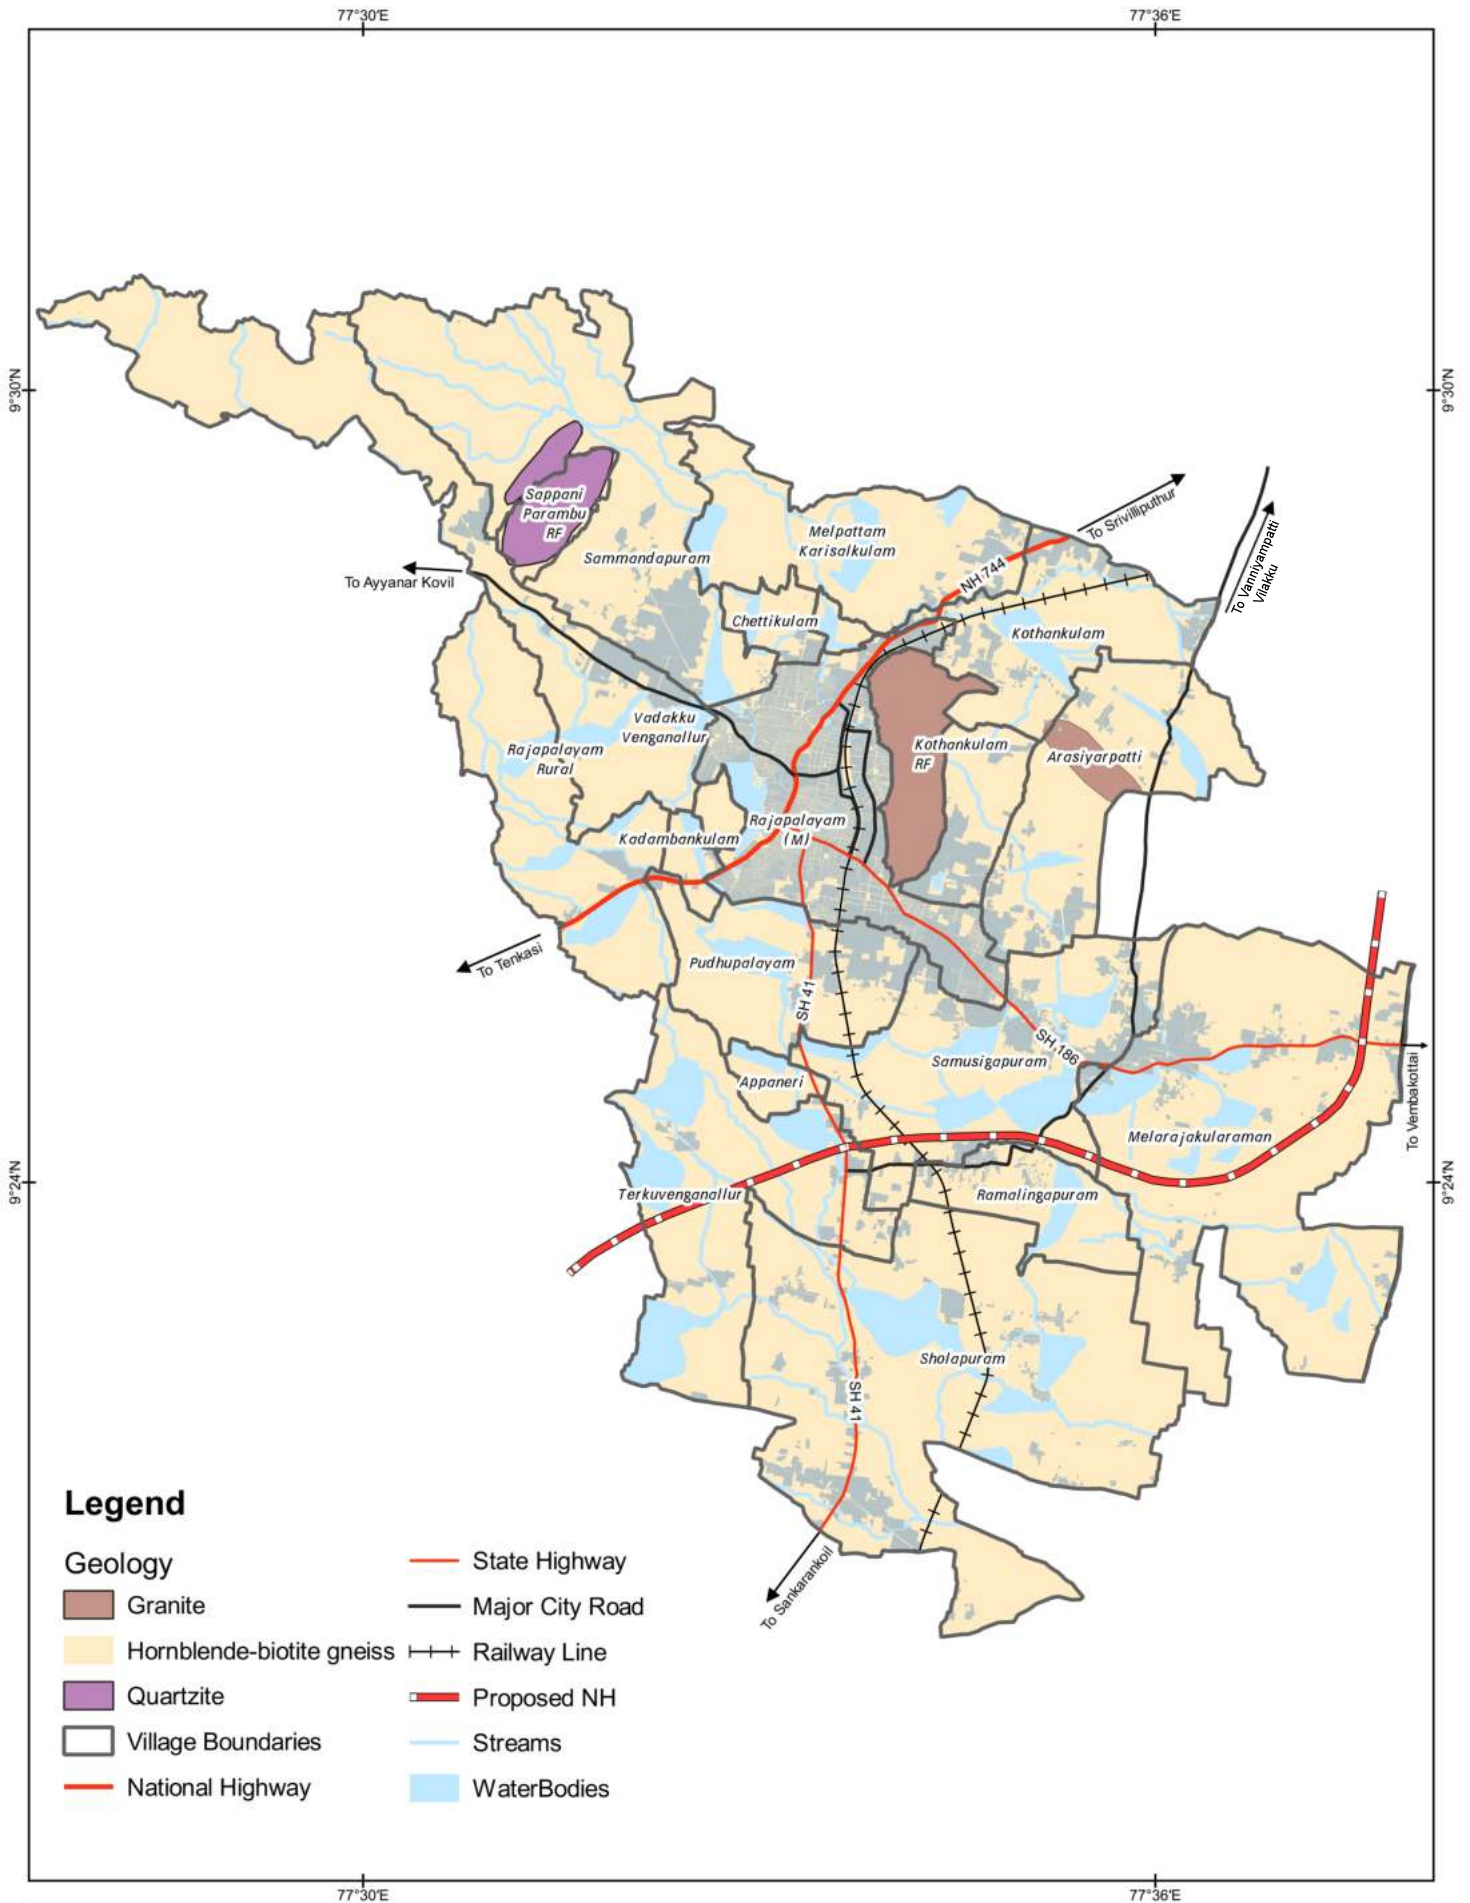 77°30'E
77°36'E
9°30'N
9°30'N
Sappani
Parambu
RF
Sammandapuram
Melpattam
Karisalkulam
To Srivilliputhur
To Vanniyampatti
Vilakku
To Ayyanar Kovil
NH 744
Chettikulam
Kothankulam
Vadakku
Venganallur
Rajapalayam
Rural
Kothankulam
RF
Arasiyarpatti
Rajapalayam
(M)
Kadambankulam
To Tenkasi
Pudhupalayam
SH 41
SH 186
Samusigapuram
Appaneri
To Vembakottai
Melarajakularaman
9°24'N
9°24'N
Terkuvenganallur
Ramalingapuram
Sholapuram
SH 41
To Sankarankoil
Legend
Geology
Granite
Hornblende-biotite gneiss
Quartzite
Village Boundaries
National Highway
State Highway
Major City Road
Railway Line
Proposed NH
Streams
WaterBodies
77°30'E
77°36'E